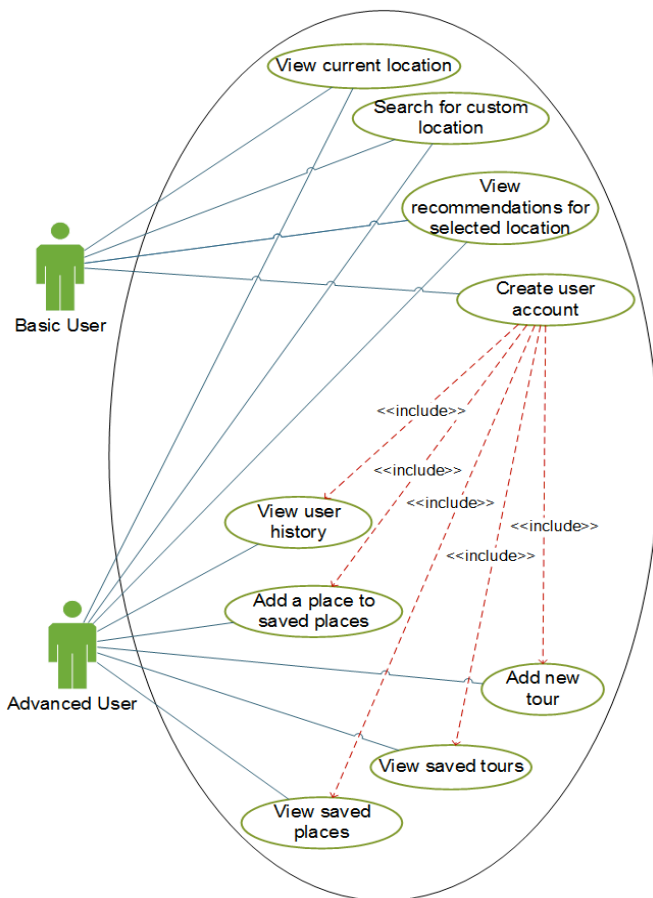 View current location
Search for custom
location
View
recommendations for
selected location
Basic User
Create user
account
<<include>>
<<include>>
<<include>>
<<include>>
<<include>>
View user
history
Add a place to
saved places
Advanced User
Add new
tour
View saved tours
View saved
places